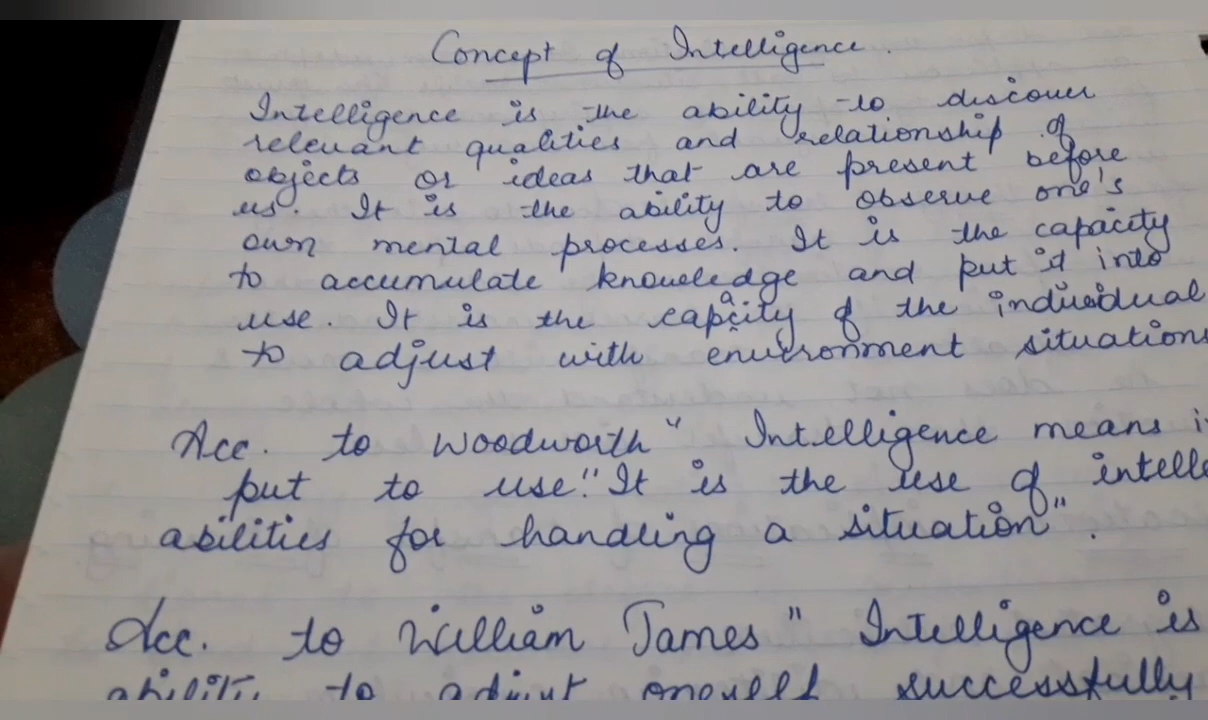 Concept of Intelligence.
Intelligence is the ability to discover
relevant qualities and relationship of
objects or ideas that are present before
us. It is the ability to observe one's
own mental processes. It is the capacity
to accumulate knowledge and put it into
use. It is the capacity of the individual
to adjust with environment situations
Acc. to Woodworth " Intelligence means
put to use." It is the use of
abilities for handling a situation".
Acc. to William James " Intelligence is
ability to adjust oneself successfully